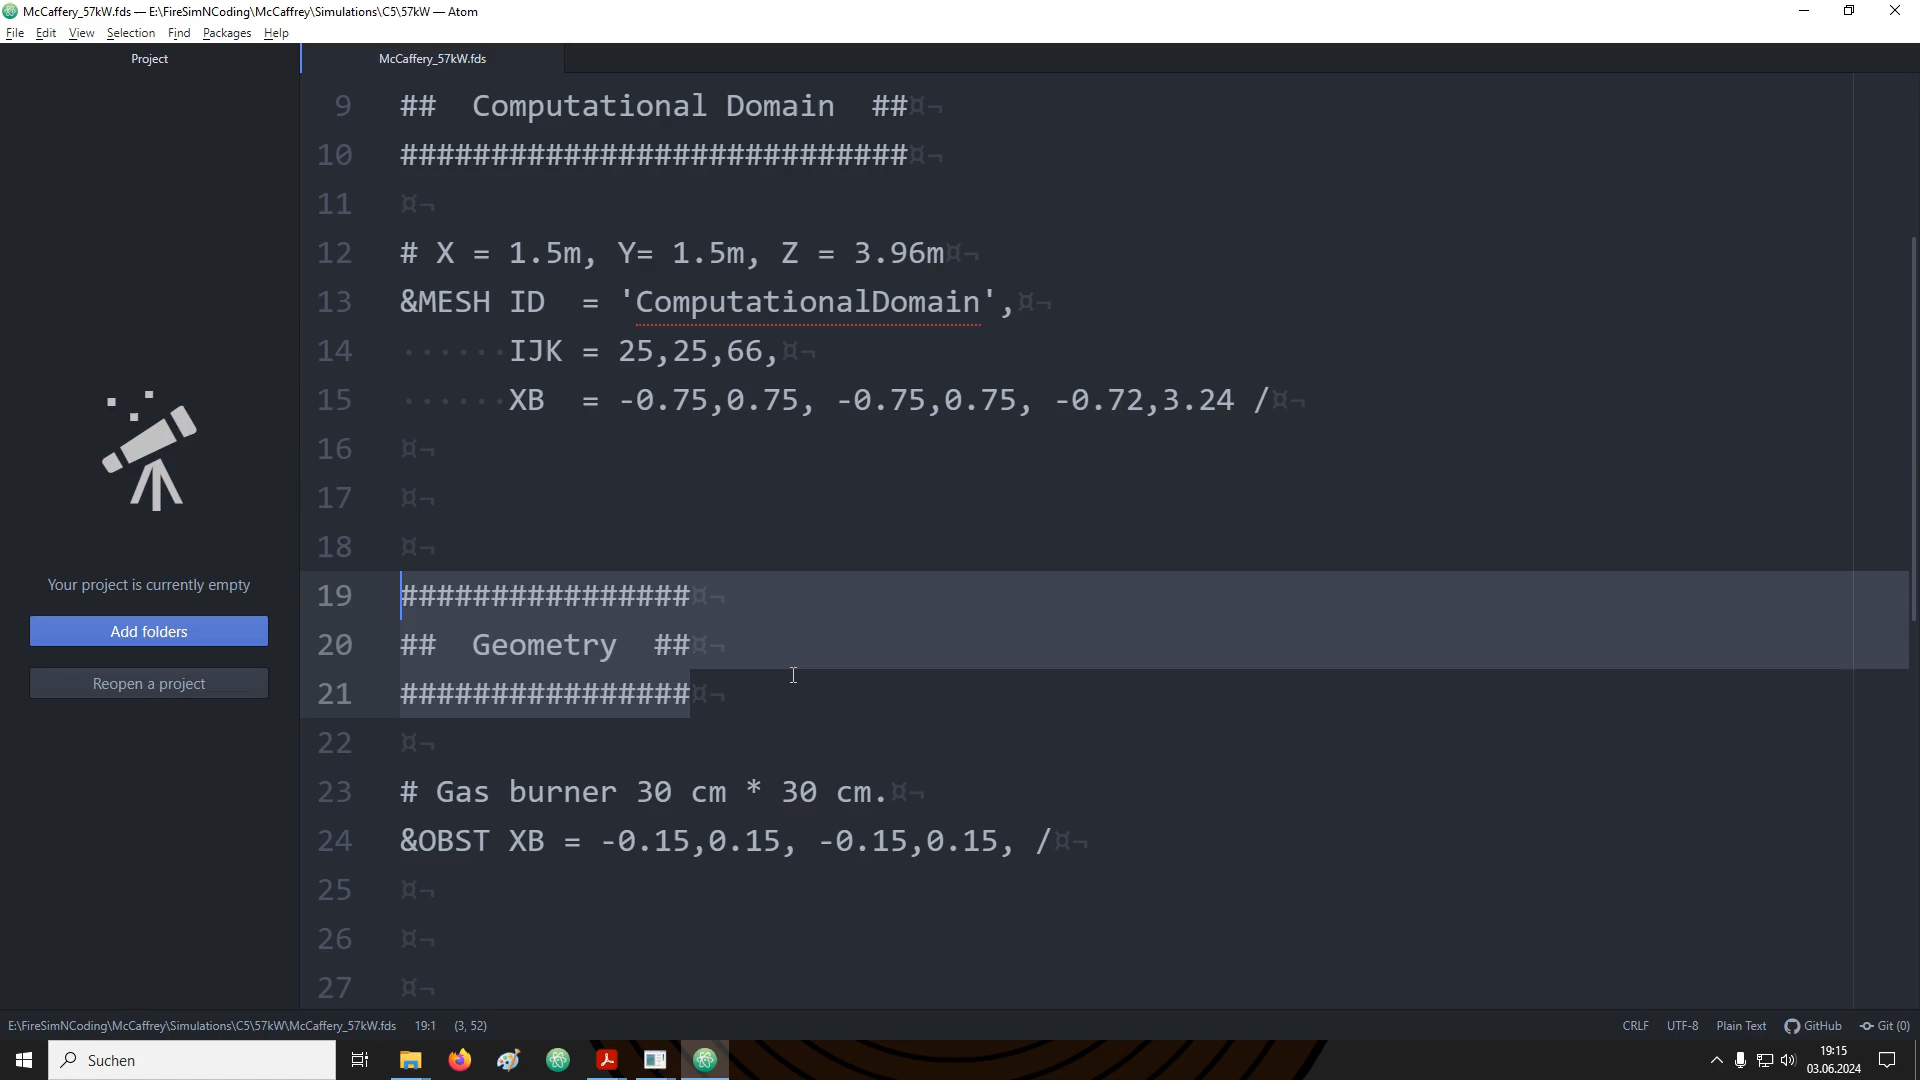 McCaffery_57kW.fds — E:\FireSimNCoding\McCaffrey\Simulations\C5\57kW — Atom
File Edit View Selection Find Packages Help
Project
McCaffery_57kW.fds
9 ## Computational Domain ##
10 ############################
11
12 # X = 1.5m, Y= 1.5m, Z = 3.96m
13 &MESH ID = 'ComputationalDomain',
14 IJK = 25,25,66,
15 XB = -0.75,0.75, -0.75,0.75, -0.72,3.24 /
16
17
18
19 ################
20 ## Geometry ##
21 ################
22
23 # Gas burner 30 cm * 30 cm.
24 &OBST XB = -0.15,0.15, -0.15,0.15, /
25
26
27
Your project is currently empty
Add folders
Reopen a project
E:\FireSimNCoding\McCaffrey\Simulations\C5\57kW\McCaffery_57kW.fds 19:1 (3, 52)
CRLF UTF-8 Plain Text GitHub Git (0)
Suchen
19:15
03.06.2024